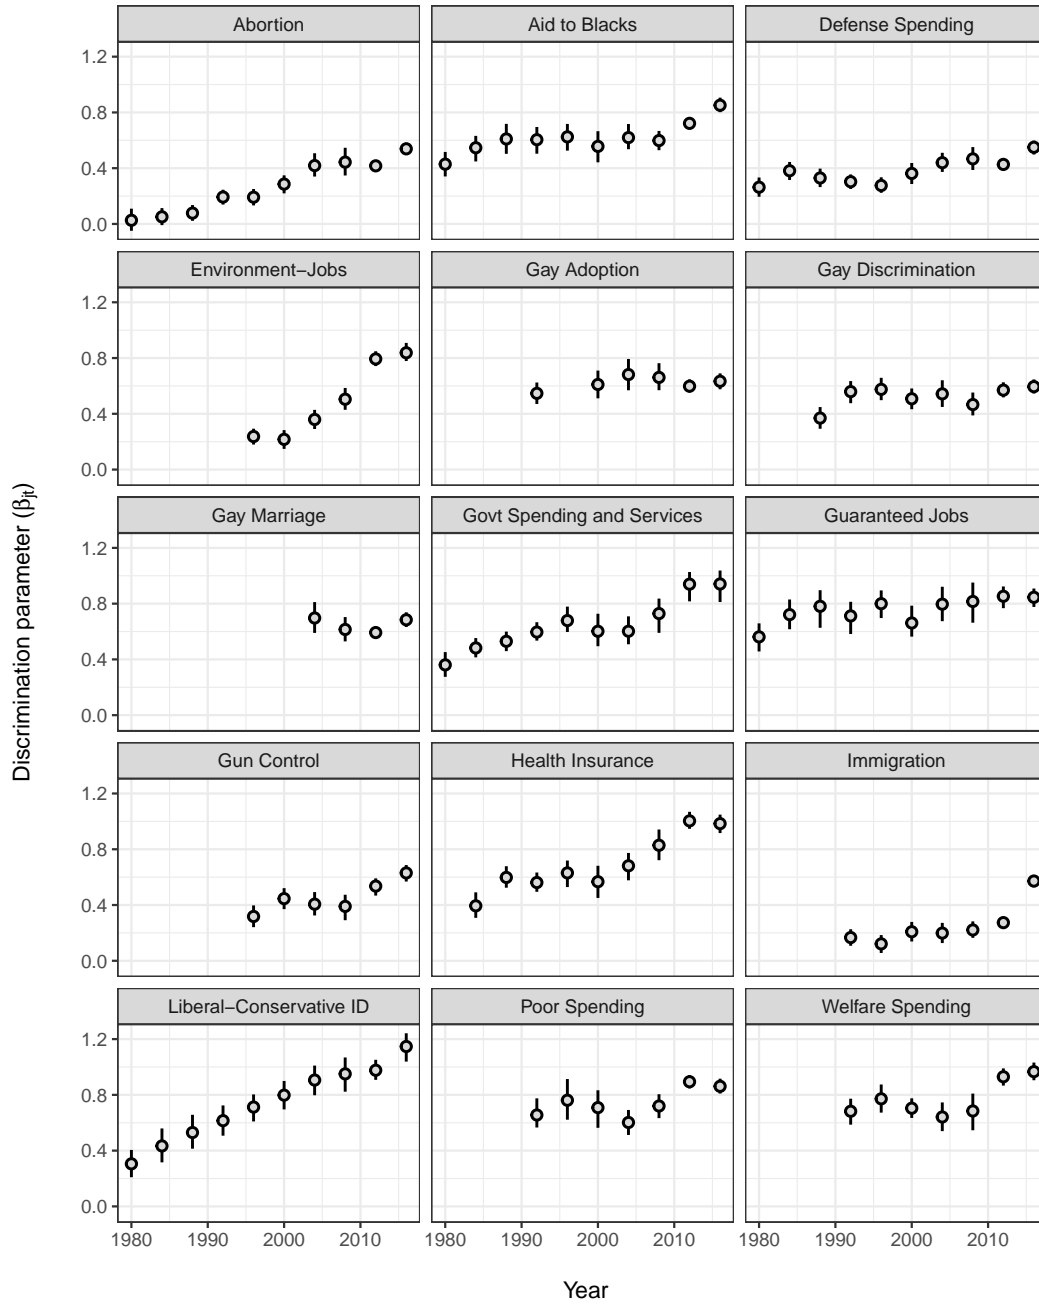 Abortion Aid to Blacks Defense Spending
1.2
0.8
0.4
0.0
Environment−Jobs Gay Adoption Gay Discrimination
1.2
0.8
0.4
0.0
Gay Marriage Govt Spending and Services Guaranteed Jobs
1.2
0.8
0.4
0.0
Gun Control Health Insurance Immigration
1.2
0.8
0.4
0.0
Liberal−Conservative ID Poor Spending Welfare Spending
1.2
0.8
0.4
0.0
1980 1990 2000 2010 1980 1990 2000 2010 1980 1990 2000 2010
Year
Discrimination parameter (βjt)